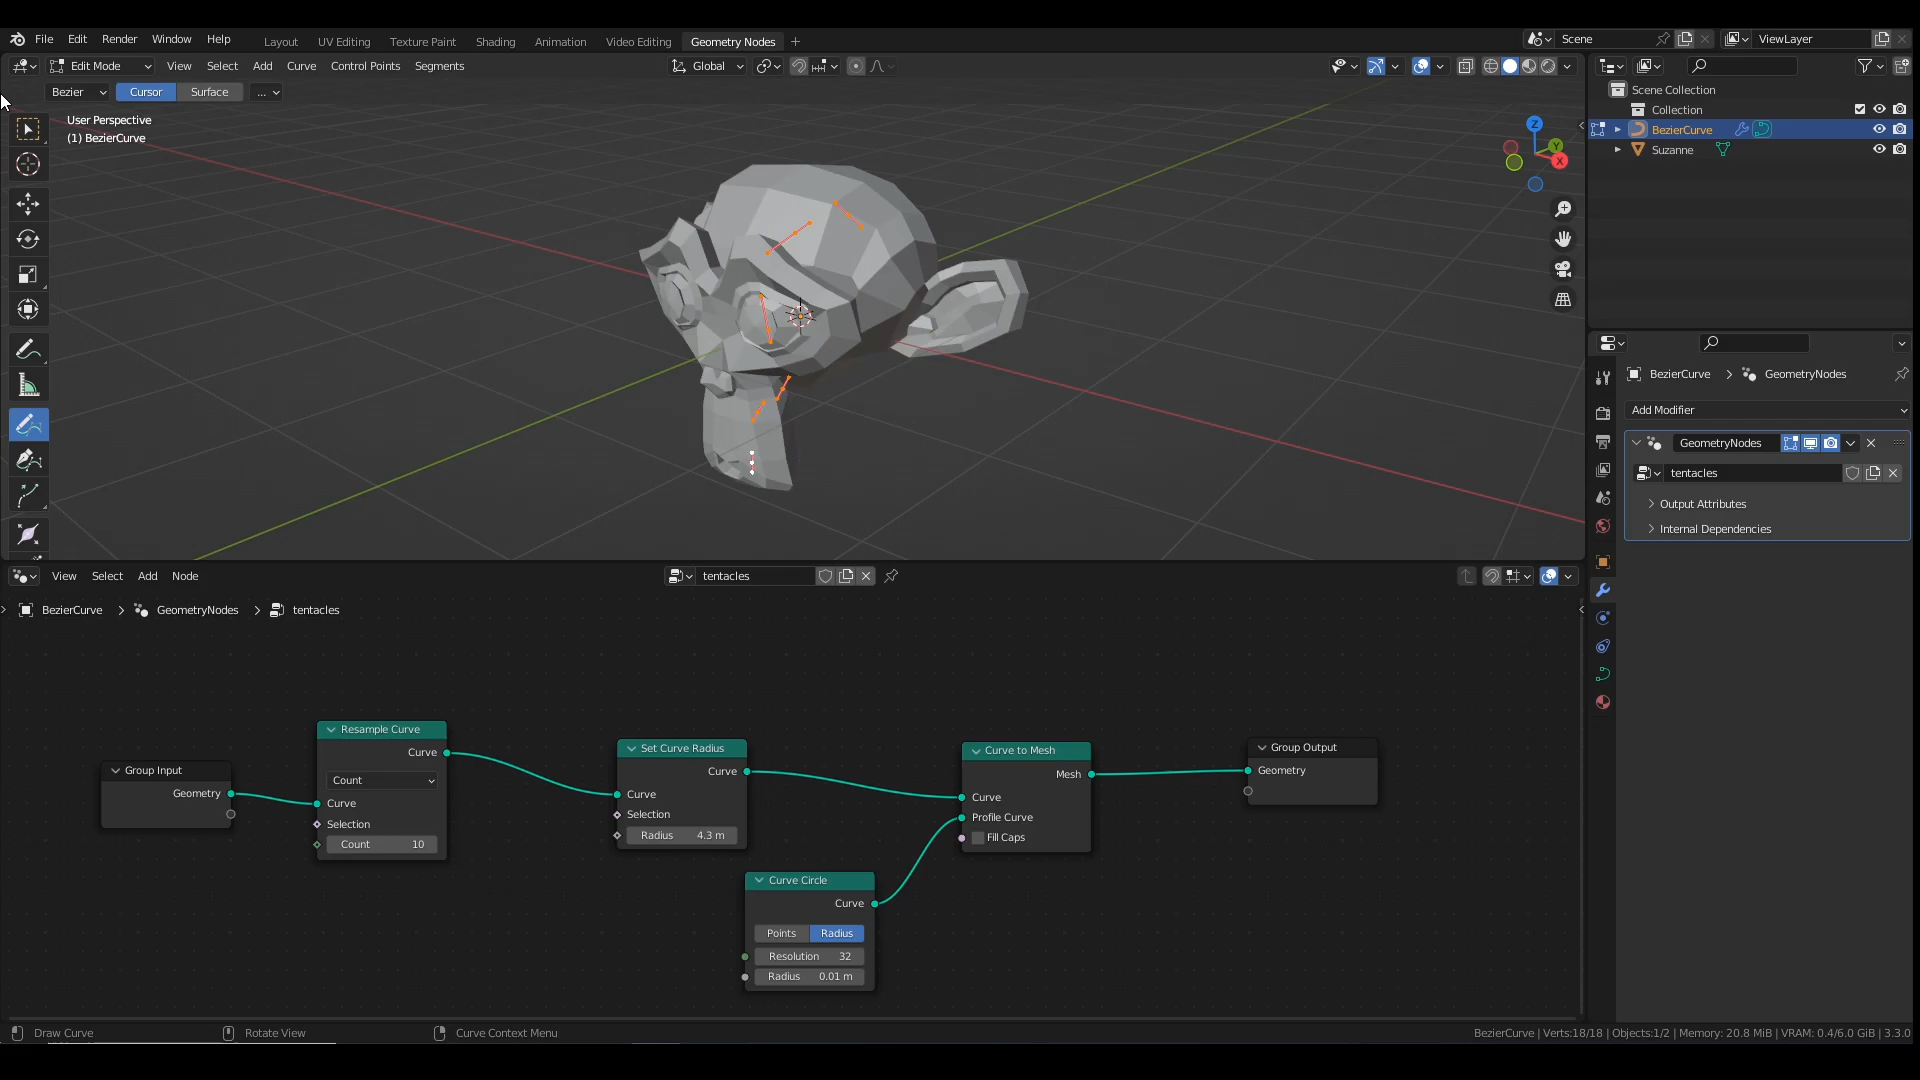 File Edit Render Window Help Layout UV Editing Texture Paint Shading Animation Video Editing Geometry Nodes + Scene ViewLayer
Edit Mode View Select Add Curve Control Points Segments Global
Bezier Cursor Surface ...
User Perspective
(1) BezierCurve
Z
Y
X
Scene Collection
Collection
BezierCurve
Suzanne
BezierCurve > GeometryNodes
Add Modifier
GeometryNodes
tentacles
Output Attributes
Internal Dependencies
View Select Add Node tentacles
BezierCurve > GeometryNodes > tentacles
Group Input
Geometry
Resample Curve
Curve
Count
Curve
Selection
Count 10
Set Curve Radius
Curve
Curve
Selection
Radius 4.3 m
Curve Circle
Curve
Points Radius
Resolution 32
Radius 0.01 m
Curve to Mesh
Mesh
Curve
Profile Curve
Fill Caps
Group Output
Geometry
Draw Curve Rotate View Curve Context Menu BezierCurve | Verts:18/18 | Objects:1/2 | Memory: 20.8 MiB | VRAM: 0.4/6.0 GiB | 3.3.0